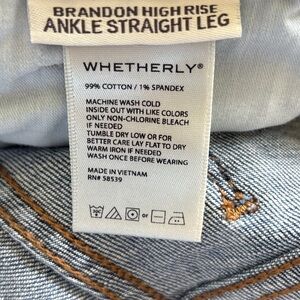 BRANDON HIGH RISE
ANKLE STRAIGHT LEG
WHETHERLY®
99% COTTON / 1% SPANDEX
MACHINE WASH COLD
INSIDE OUT WITH LIKE COLORS
ONLY NON-CHLORINE BLEACH
IF NEEDED
TUMBLE DRY LOW OR FOR
BETTER CARE LAY FLAT TO DRY
WARM IRON IF NEEDED
WASH ONCE BEFORE WEARING
MADE IN VIETNAM
RN# 58539
or